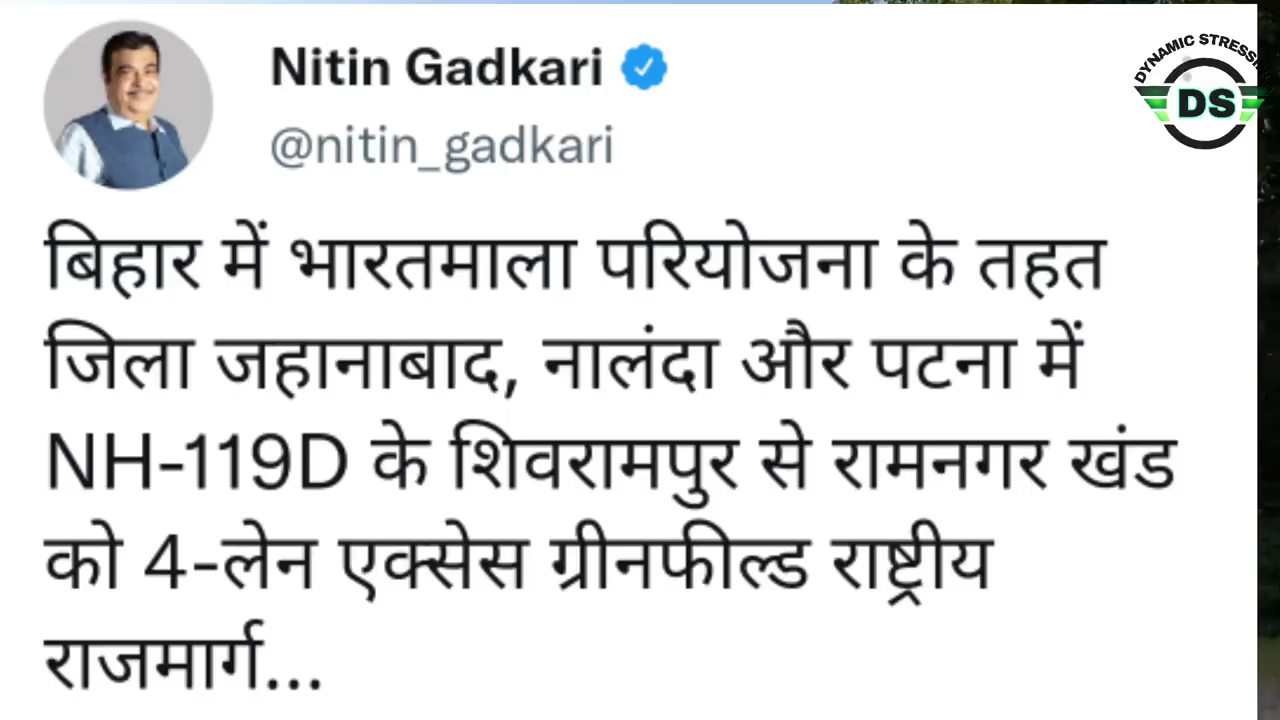 Nitin Gadkari
@nitin_gadkari
बिहार में भारतमाला परियोजना के तहत
जिला जहानाबाद, नालंदा और पटना में
NH-119D के शिवरामपुर से रामनगर खंड
को 4-लेन एक्सेस ग्रीनफील्ड राष्ट्रीय
राजमार्ग...
DYNAMIC
DS